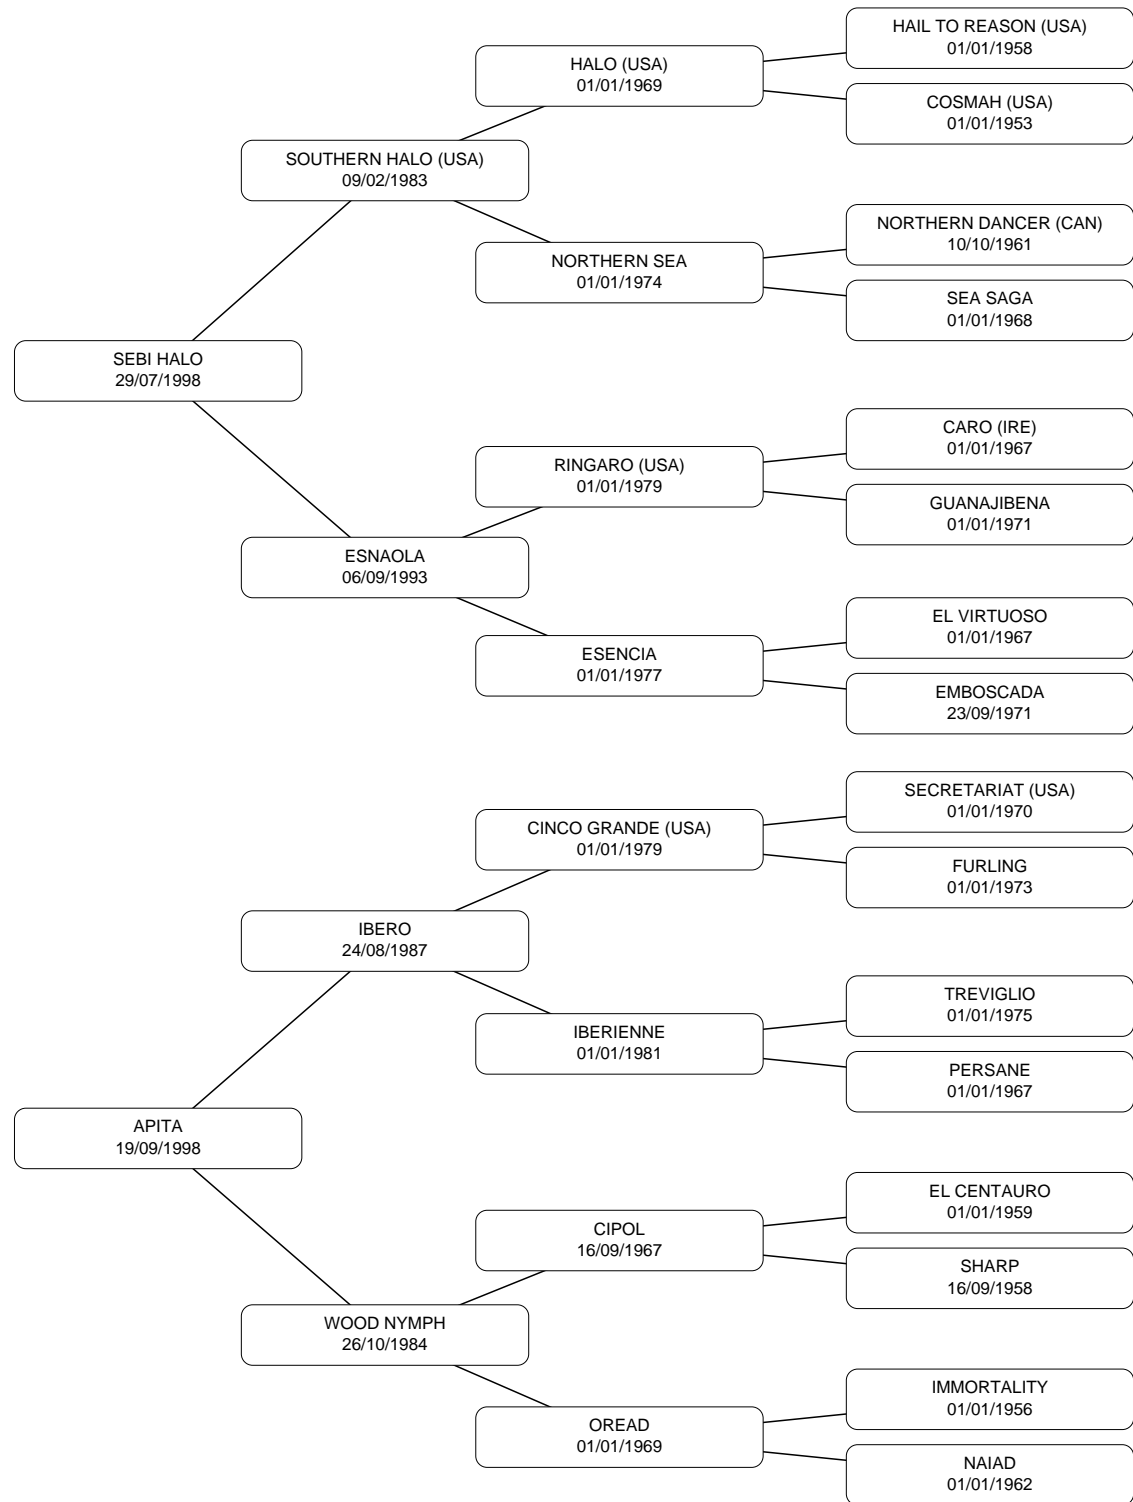 HAIL TO REASON (USA)
01/01/1958
HALO (USA)
01/01/1969
COSMAH (USA)
01/01/1953
SOUTHERN HALO (USA)
09/02/1983
NORTHERN DANCER (CAN)
10/10/1961
NORTHERN SEA
01/01/1974
SEA SAGA
01/01/1968
SEBI HALO
29/07/1998
CARO (IRE)
01/01/1967
RINGARO (USA)
01/01/1979
GUANAJIBENA
01/01/1971
ESNAOLA
06/09/1993
EL VIRTUOSO
01/01/1967
ESENCIA
01/01/1977
EMBOSCADA
23/09/1971
SECRETARIAT (USA)
01/01/1970
CINCO GRANDE (USA)
01/01/1979
FURLING
01/01/1973
IBERO
24/08/1987
TREVIGLIO
01/01/1975
IBERIENNE
01/01/1981
PERSANE
01/01/1967
APITA
19/09/1998
EL CENTAURO
01/01/1959
CIPOL
16/09/1967
SHARP
16/09/1958
WOOD NYMPH
26/10/1984
IMMORTALITY
01/01/1956
OREAD
01/01/1969
NAIAD
01/01/1962